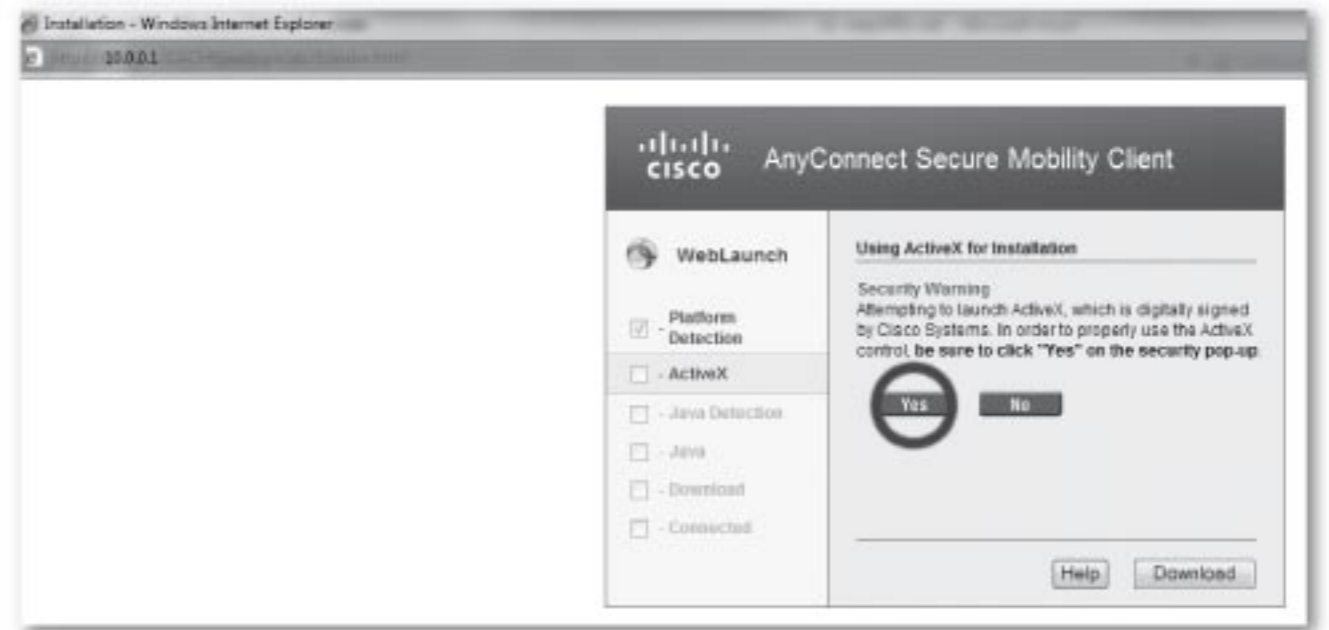 Installation - Windows Internet Explorer
10.0.0.1
CISCO
AnyConnect Secure Mobility Client
WebLaunch
Using ActiveX for Installation
Security Warning
Attempting to launch ActiveX, which is digitally signed
by Cisco Systems. In order to properly use the ActiveX
control, be sure to click "Yes" on the security pop-up.
- Platform
Detection
- ActiveX
- Java Detection
- Java
- Download
- Connected
Yes
No
Help
Download